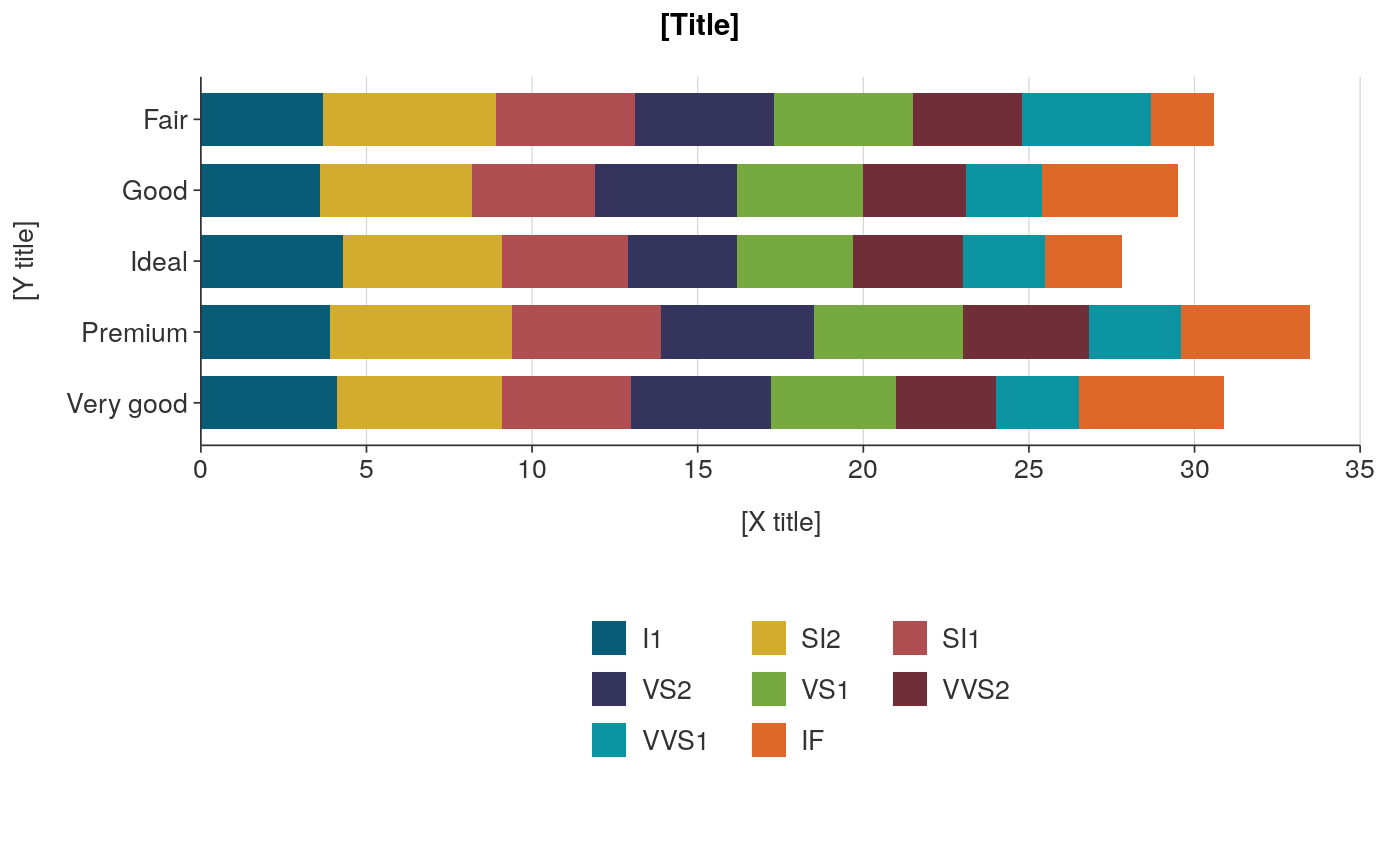 [Title]
[Y title]
Fair
Good
Ideal
Premium
Very good
0 5 10 15 20 25 30 35
[X title]
I1 SI2 SI1
VS2 VS1 VVS2
VVS1 IF